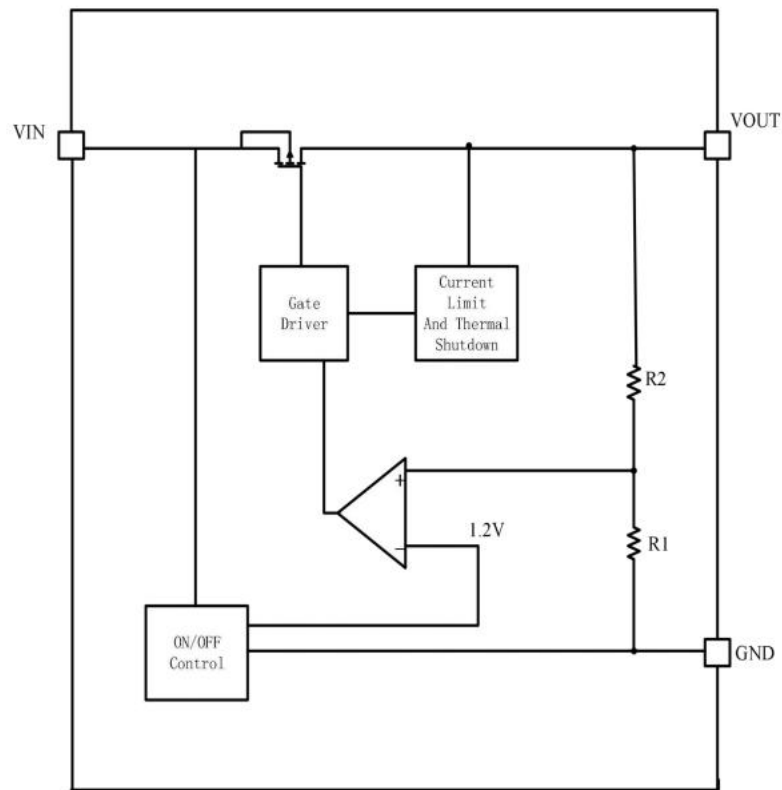 VIN
VOUT
Gate
Driver
Current
Limit
And Thermal
Shutdown
R2
+
1.2V
−
R1
ON/OFF
Control
GND